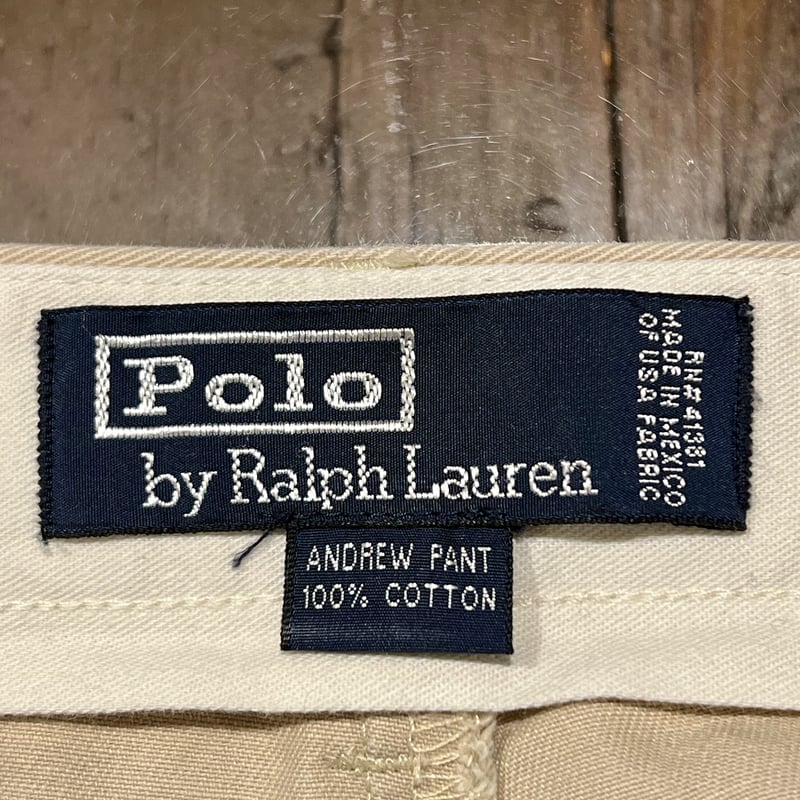 Polo
by Ralph Lauren
RN# 41381
MADE IN MEXICO
OF USA FABRIC
ANDREW PANT
100% COTTON